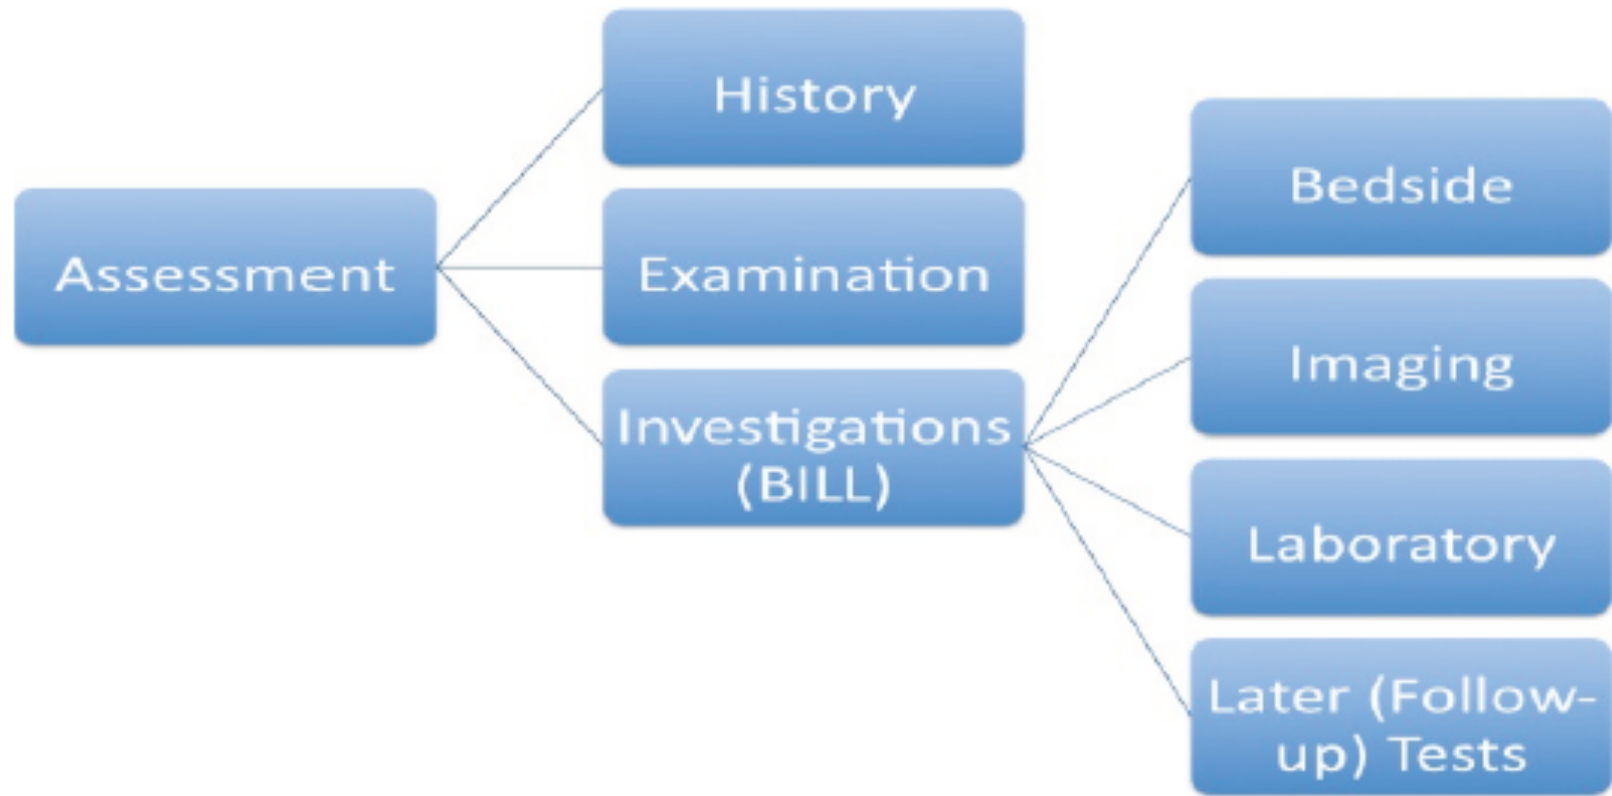 Assessment
History
Examination
Investigations
(BILL)
Bedside
Imaging
Laboratory
Later (Follow-
up) Tests